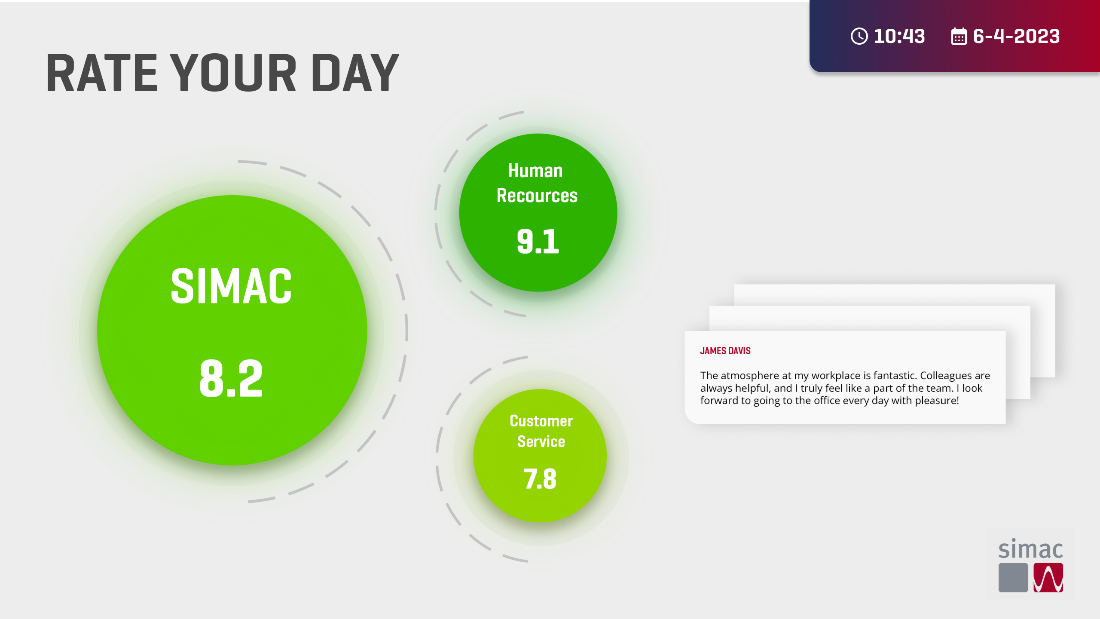 10:43 6-4-2023
RATE YOUR DAY
Human
Recources
9.1
SIMAC
8.2
Customer
Service
7.8
JAMES DAVIS
The atmosphere at my workplace is fantastic. Colleagues are
always helpful, and I truly feel like a part of the team. I look
forward to going to the office every day with pleasure!
simac